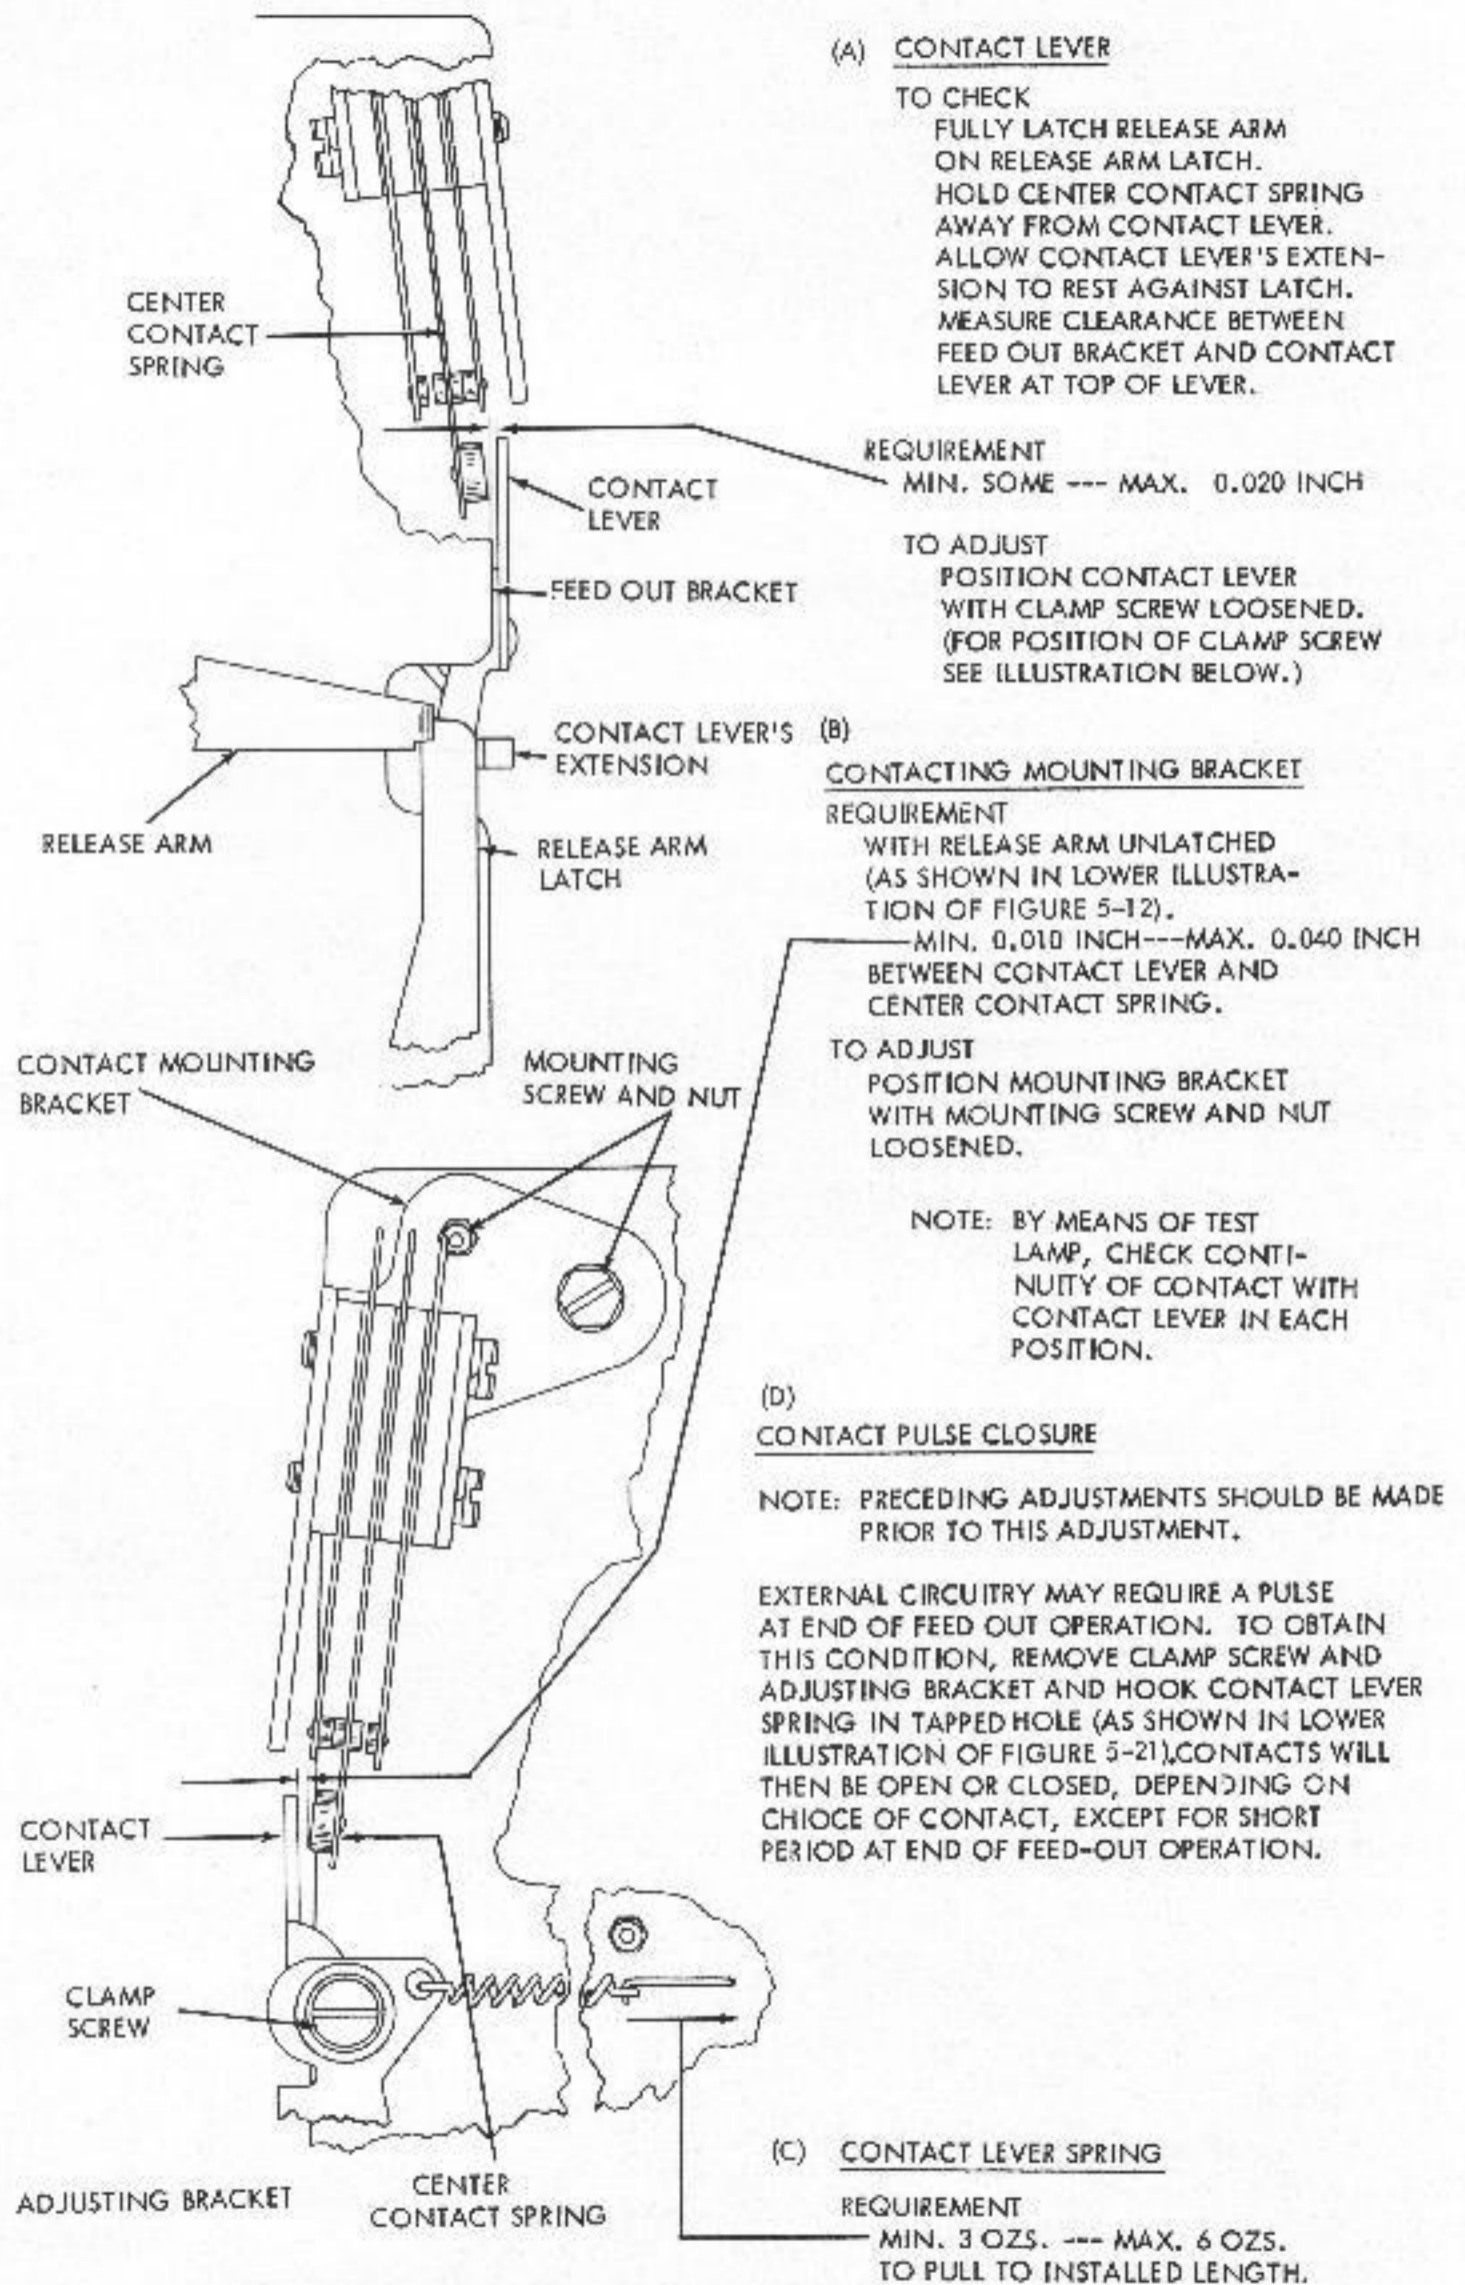 (A) CONTACT LEVER
TO CHECK
FULLY LATCH RELEASE ARM
ON RELEASE ARM LATCH.
HOLD CENTER CONTACT SPRING
AWAY FROM CONTACT LEVER.
ALLOW CONTACT LEVER'S EXTEN-
SION TO REST AGAINST LATCH.
MEASURE CLEARANCE BETWEEN
FEED OUT BRACKET AND CONTACT
LEVER AT TOP OF LEVER.
REQUIREMENT
MIN. SOME --- MAX. 0.020 INCH
TO ADJUST
POSITION CONTACT LEVER
WITH CLAMP SCREW LOOSENED.
(FOR POSITION OF CLAMP SCREW
SEE ILLUSTRATION BELOW.)
CENTER
CONTACT
SPRING
CONTACT
LEVER
FEED OUT BRACKET
CONTACT LEVER'S
EXTENSION
RELEASE ARM
RELEASE ARM
LATCH
(B)
CONTACTING MOUNTING BRACKET
REQUIREMENT
WITH RELEASE ARM UNLATCHED
(AS SHOWN IN LOWER ILLUSTRA-
TION OF FIGURE 5-12).
MIN. 0.010 INCH---MAX. 0.040 INCH
BETWEEN CONTACT LEVER AND
CENTER CONTACT SPRING.
TO ADJUST
POSITION MOUNTING BRACKET
WITH MOUNTING SCREW AND NUT
LOOSENED.
NOTE: BY MEANS OF TEST
LAMP, CHECK CONTI-
NUITY OF CONTACT WITH
CONTACT LEVER IN EACH
POSITION.
CONTACT MOUNTING
BRACKET
MOUNTING
SCREW AND NUT
(D)
CONTACT PULSE CLOSURE
NOTE: PRECEDING ADJUSTMENTS SHOULD BE MADE
PRIOR TO THIS ADJUSTMENT.
EXTERNAL CIRCUITRY MAY REQUIRE A PULSE
AT END OF FEED OUT OPERATION. TO OBTAIN
THIS CONDITION, REMOVE CLAMP SCREW AND
ADJUSTING BRACKET AND HOOK CONTACT LEVER
SPRING IN TAPPED HOLE (AS SHOWN IN LOWER
ILLUSTRATION OF FIGURE 5-21).CONTACTS WILL
THEN BE OPEN OR CLOSED, DEPENDING ON
CHIOCE OF CONTACT, EXCEPT FOR SHORT
PERIOD AT END OF FEED-OUT OPERATION.
CONTACT
LEVER
CLAMP
SCREW
ADJUSTING BRACKET
CENTER
CONTACT SPRING
(C) CONTACT LEVER SPRING
REQUIREMENT
MIN. 3 OZS. --- MAX. 6 OZS.
TO PULL TO INSTALLED LENGTH.